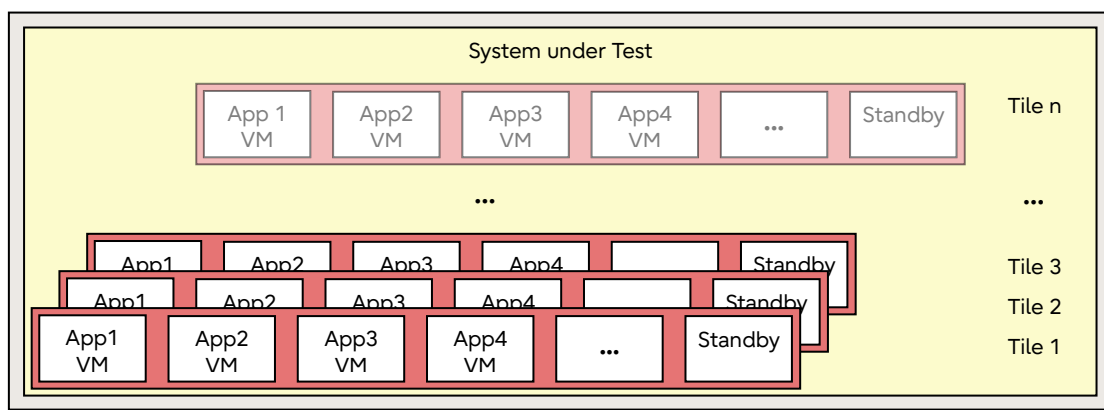 System under Test
App 1 VM App2 VM App3 VM App4 VM ... Standby Tile n
... ...
App1 App2 App3 App4 Standby Tile 3
App1 App2 App3 App4 Standby Tile 2
App1 VM App2 VM App3 VM App4 VM ... Standby Tile 1